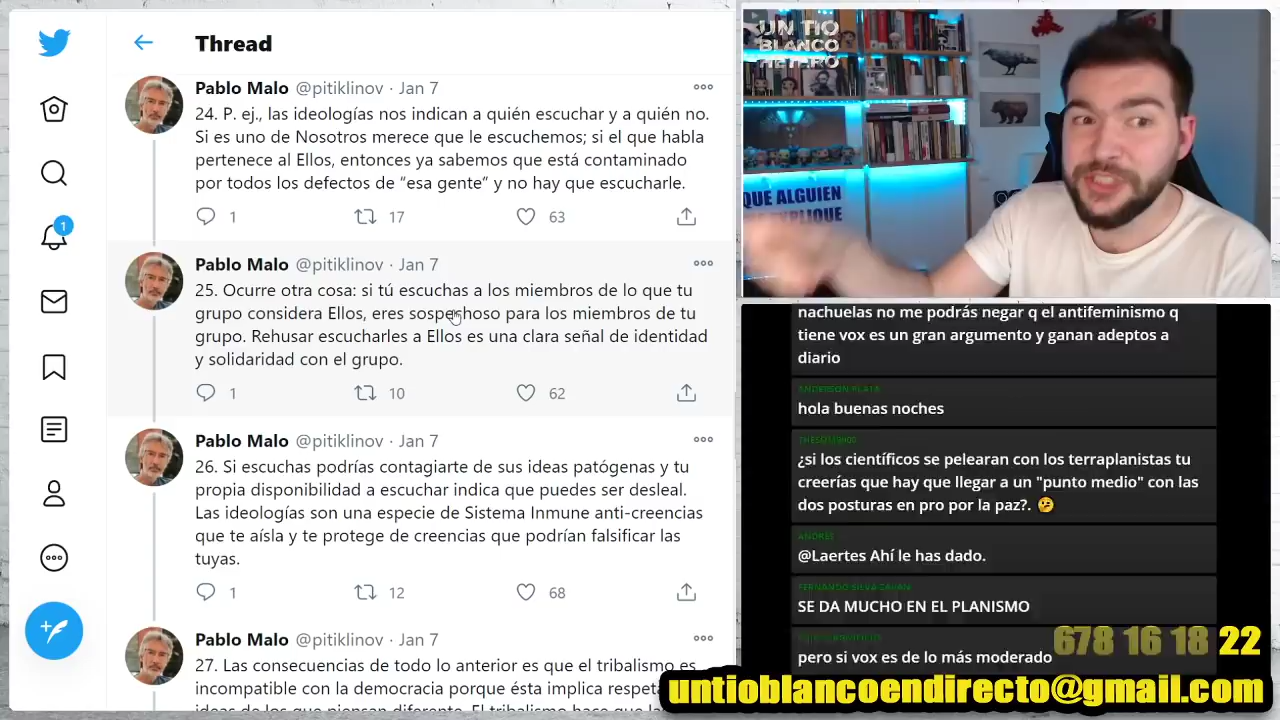 Thread
Pablo Malo @pitiklinov · Jan 7
24. P. ej., las ideologías nos indican a quién escuchar y a quién no.
Si es uno de Nosotros merece que le escuchemos; si el que habla
pertenece al Ellos, entonces ya sabemos que está contaminado
por todos los defectos de “esa gente” y no hay que escucharle.
1 17 63
Pablo Malo @pitiklinov · Jan 7
25. Ocurre otra cosa: si tú escuchas a los miembros de lo que tu
grupo considera Ellos, eres sospechoso para los miembros de tu
grupo. Rehusar escucharles a Ellos es una clara señal de identidad
y solidaridad con el grupo.
1 10 62
Pablo Malo @pitiklinov · Jan 7
26. Si escuchas podrías contagiarte de sus ideas patógenas y tu
propia disponibilidad a escuchar indica que puedes ser desleal.
Las ideologías son una especie de Sistema Inmune anti-creencias
que te aísla y te protege de creencias que podrían falsificar las
tuyas.
1 12 68
Pablo Malo @pitiklinov · Jan 7
27. Las consecuencias de todo lo anterior es que el tribalismo es
incompatible con la democracia porque ésta implica
1
UN TIO
BLANCO
HETERO
QUE ALGUIEN
nachuelas no me podrás negar q el antifeminismo q
tiene vox es un gran argumento y ganan adeptos a
diario
ANDERSON PLATA
hola buenas noches
¿si los científicos se pelearan con los terraplanistas tu
creerías que hay que llegar a un "punto medio" con las
dos posturas en pro por la paz?. 🤔
ANDRES
@Laertes Ahí le has dado.
FERNANDO SILVA
SE DA MUCHO EN EL PLANISMO
pero si vox es de lo más moderado
678 16 18 22
untioblancoendirecto@gmail.com